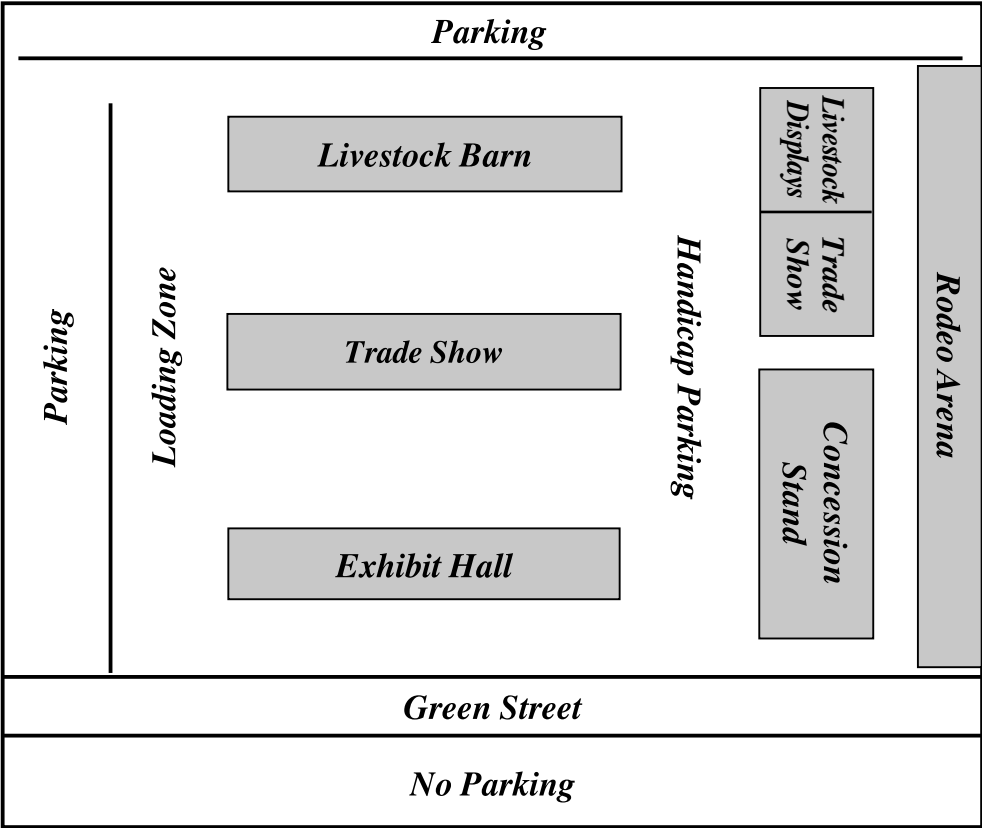 Parking
Livestock Barn
Livestock
Displays
Trade
Show
Parking
Loading Zone
Trade Show
Handicap Parking
Rodeo Arena
Concession
Stand
Exhibit Hall
Green Street
No Parking